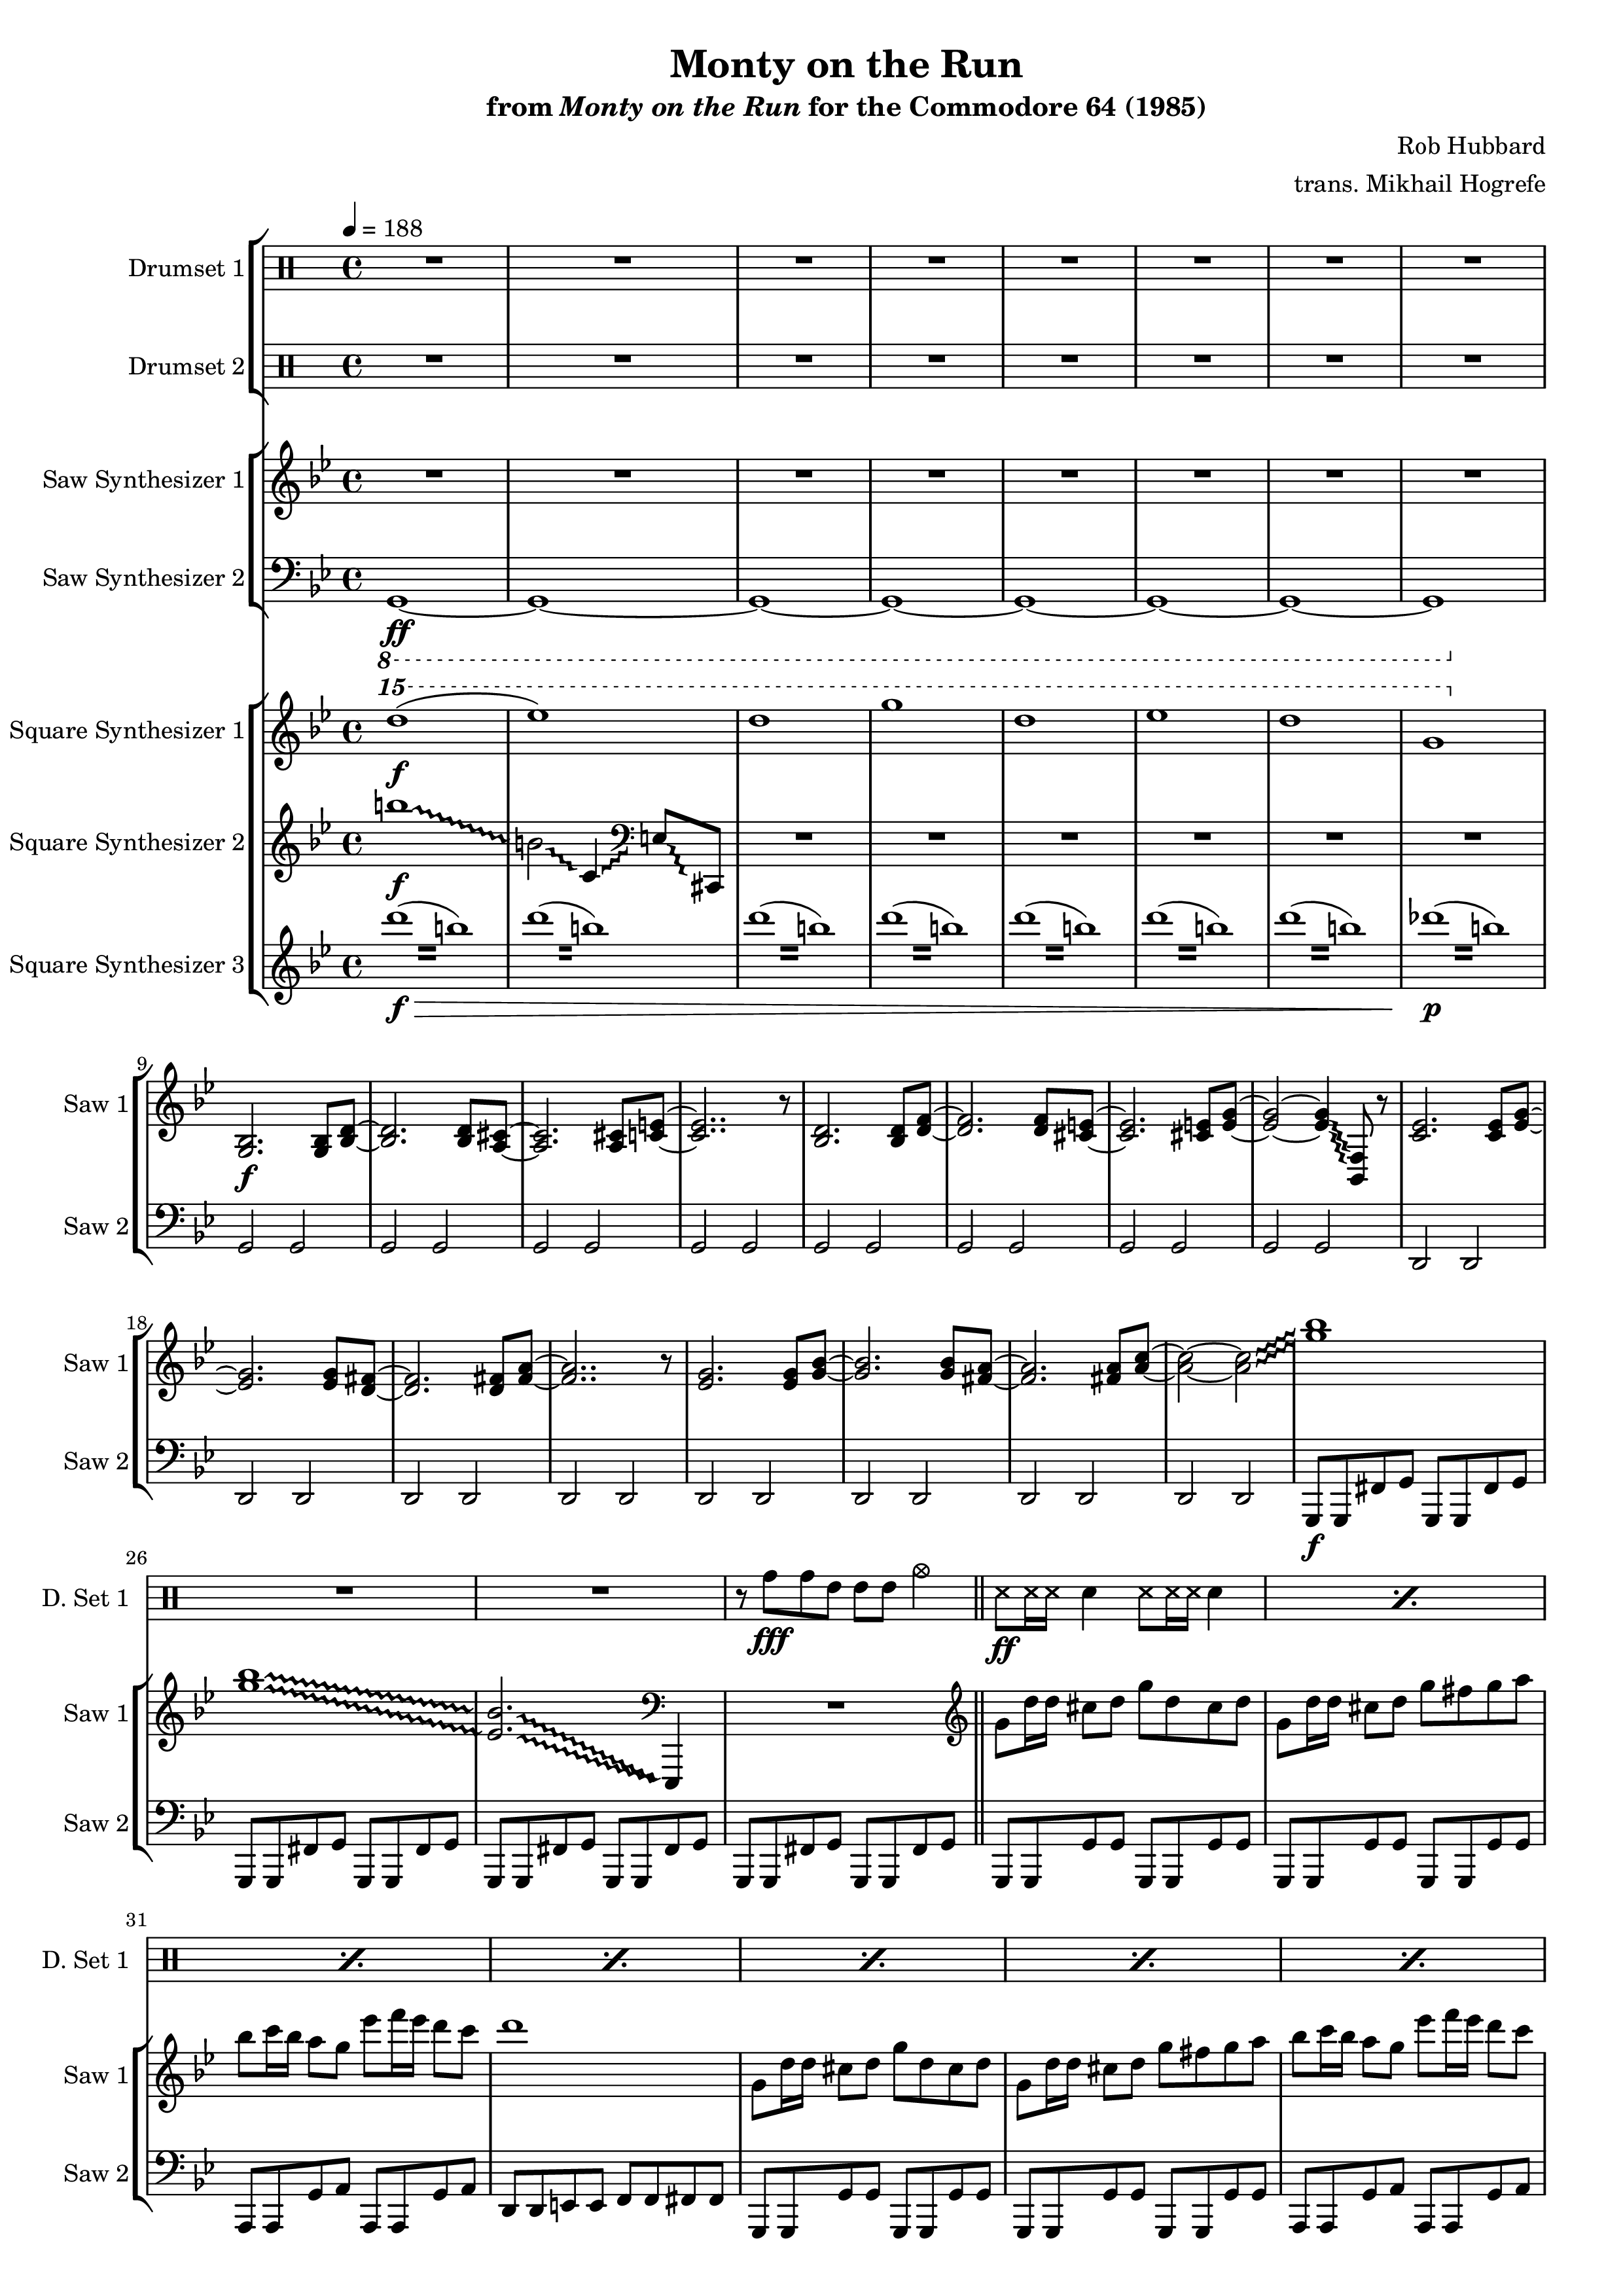 Monty on the Run
from Monty on the Run for the Commodore 64 (1985)
Rob Hubbard
trans. Mikhail Hogrefe
♩ = 188
Drumset 1
Drumset 2
Saw Synthesizer 1
Saw Synthesizer 2
ff
8
15
Square Synthesizer 1
f
Square Synthesizer 2
f
Square Synthesizer 3
f
p
9
Saw 1
f
Saw 2
18
Saw 1
Saw 2
f
26
D. Set 1
fff
ff
Saw 1
Saw 2
31
D. Set 1
Saw 1
Saw 2